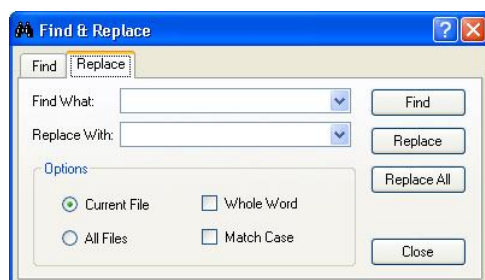 Find & Replace
Find Replace
Find What: Find
Replace With: Replace
Options Replace All
Current File Whole Word
All Files Match Case
Close